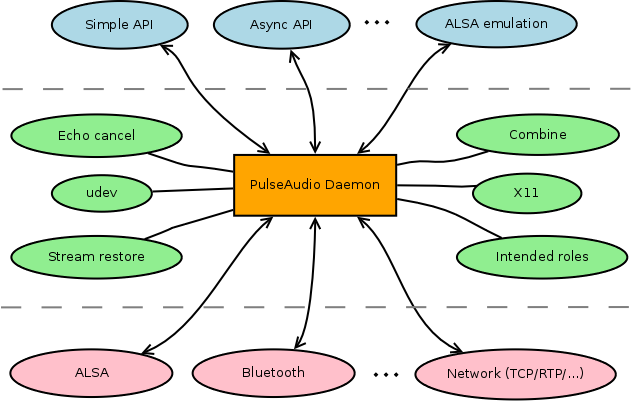 Simple API
Async API
ALSA emulation
Echo cancel
Combine
PulseAudio Daemon
udev
X11
Stream restore
Intended roles
ALSA
Bluetooth
Network (TCP/RTP/...)